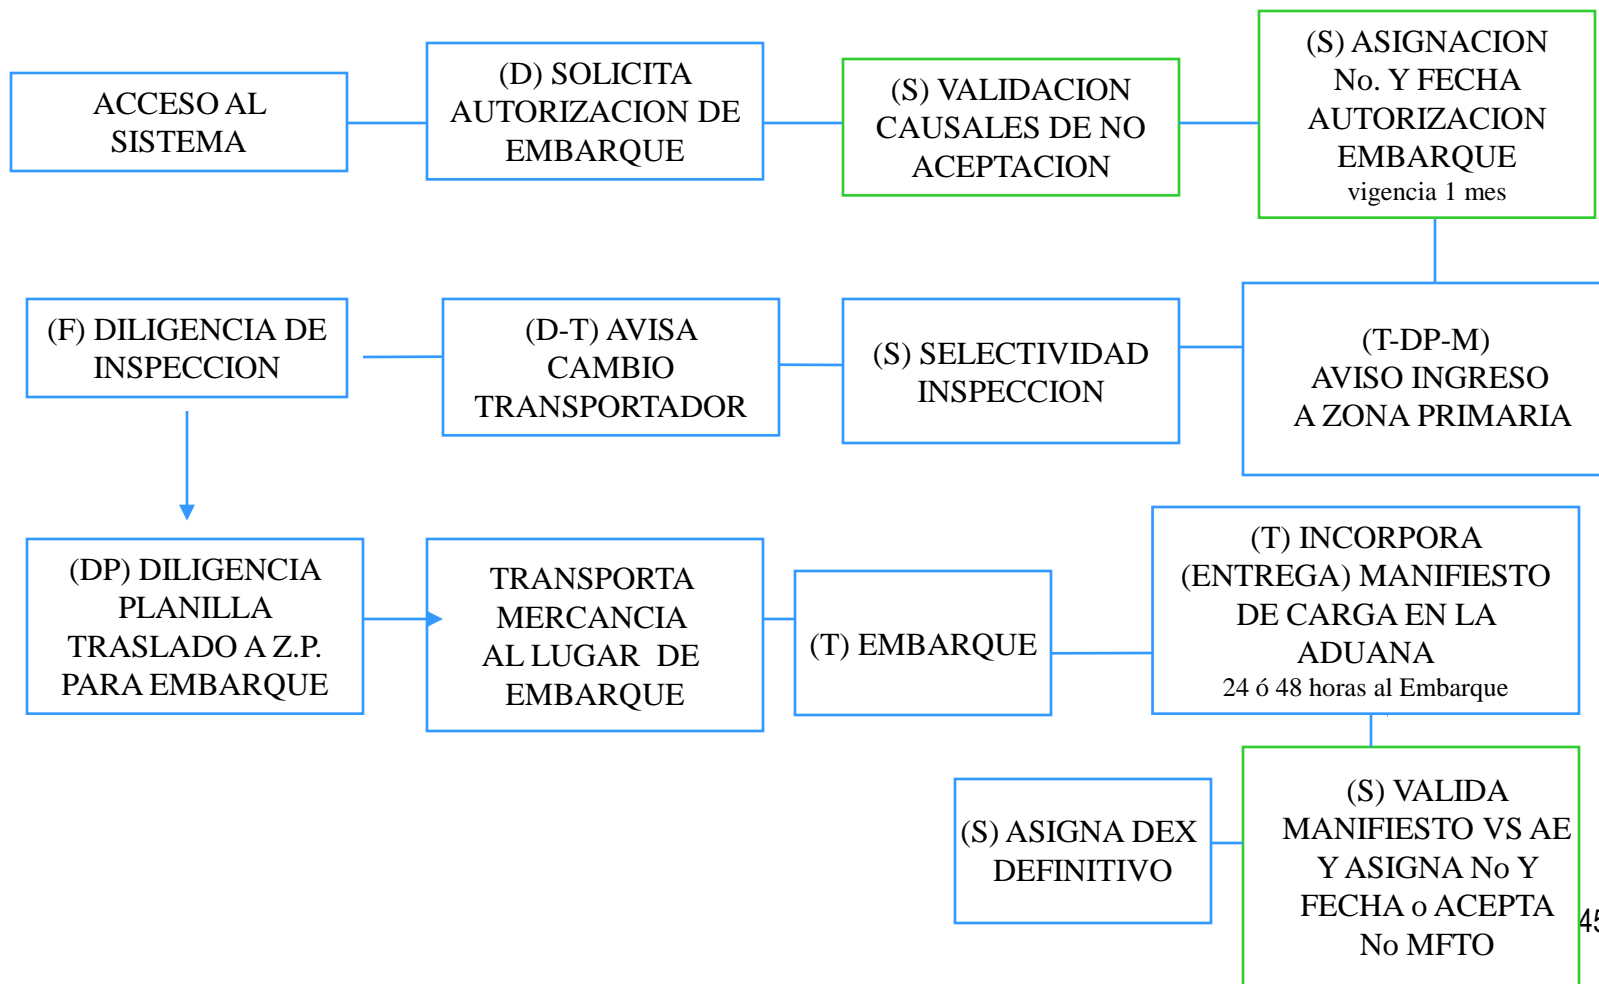 ACCESO AL
SISTEMA
(D) SOLICITA
AUTORIZACION DE
EMBARQUE
(S) VALIDACION
CAUSALES DE NO
ACEPTACION
(S) ASIGNACION
No. Y FECHA
AUTORIZACION
EMBARQUE
vigencia 1 mes
(T-DP-M)
AVISO INGRESO
A ZONA PRIMARIA
(S) SELECTIVIDAD
INSPECCION
(D-T) AVISA
CAMBIO
TRANSPORTADOR
(F) DILIGENCIA DE
INSPECCION
(DP) DILIGENCIA
PLANILLA
TRASLADO A Z.P.
PARA EMBARQUE
TRANSPORTA
MERCANCIA
AL LUGAR DE
EMBARQUE
(T) EMBARQUE
(T) INCORPORA
(ENTREGA) MANIFIESTO
DE CARGA EN LA
ADUANA
24 ó 48 horas al Embarque
(S) VALIDA
MANIFIESTO VS AE
Y ASIGNA No Y
FECHA o ACEPTA
No MFTO
(S) ASIGNA DEX
DEFINITIVO
45